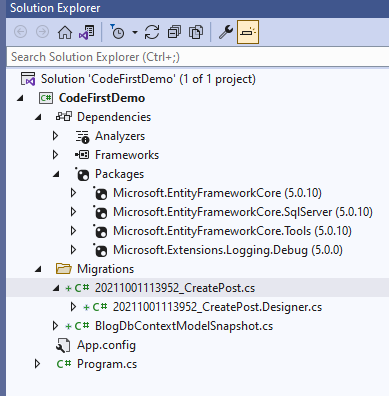 Solution Explorer
Search Solution Explorer (Ctrl+;)
Solution 'CodeFirstDemo' (1 of 1 project)
C# CodeFirstDemo
Dependencies
Analyzers
Frameworks
Packages
Microsoft.EntityFrameworkCore (5.0.10)
Microsoft.EntityFrameworkCore.SqlServer (5.0.10)
Microsoft.EntityFrameworkCore.Tools (5.0.10)
Microsoft.Extensions.Logging.Debug (5.0.0)
Migrations
+ C# 20211001113952_CreatePost.cs
+ C# 20211001113952_CreatePost.Designer.cs
+ C# BlogDbContextModelSnapshot.cs
App.config
C# Program.cs